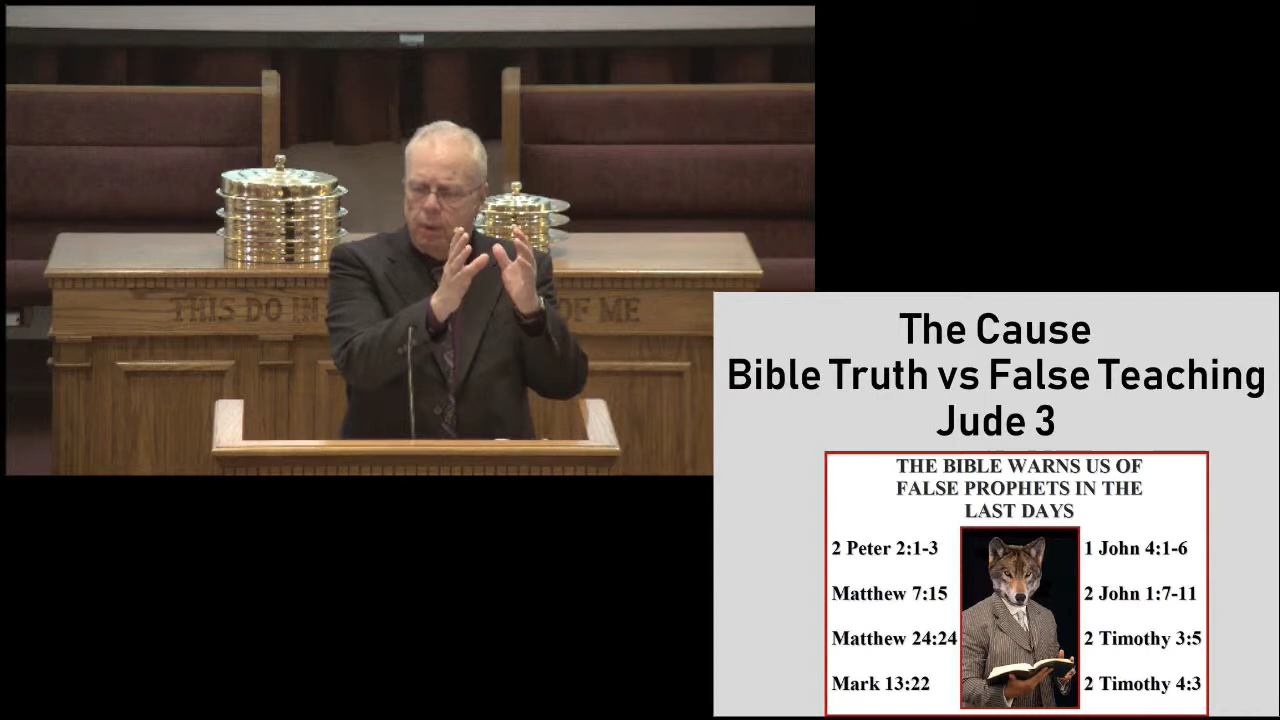 THIS DO IN
OF ME
The Cause
Bible Truth vs False Teaching
Jude 3
THE BIBLE WARNS US OF
FALSE PROPHETS IN THE
LAST DAYS
2 Peter 2:1-3
1 John 4:1-6
Matthew 7:15
2 John 1:7-11
Matthew 24:24
2 Timothy 3:5
Mark 13:22
2 Timothy 4:3